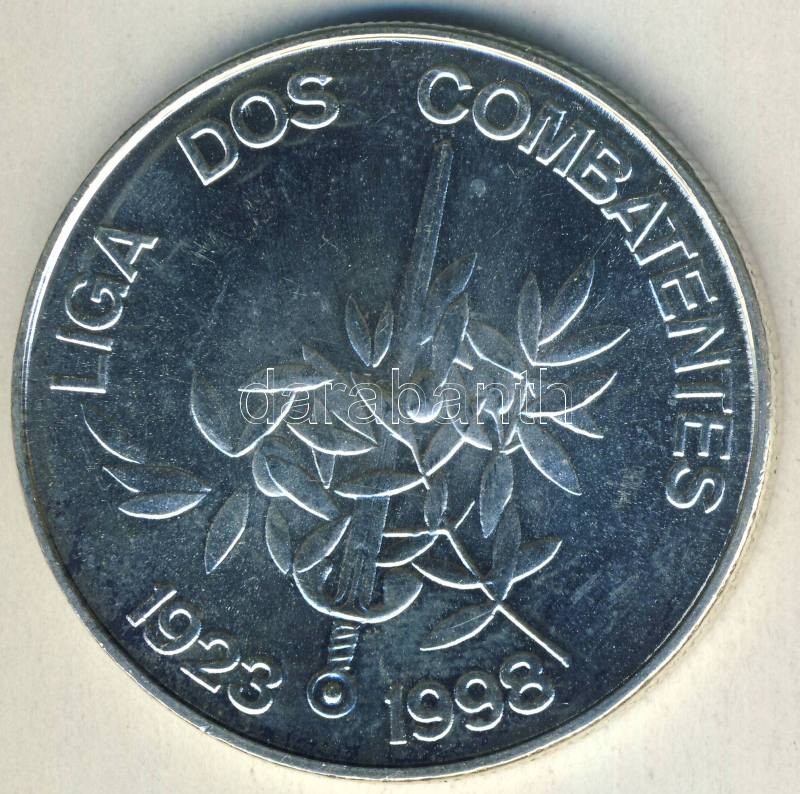 LIGA DOS COMBATENTES
darabanth
1923 1998